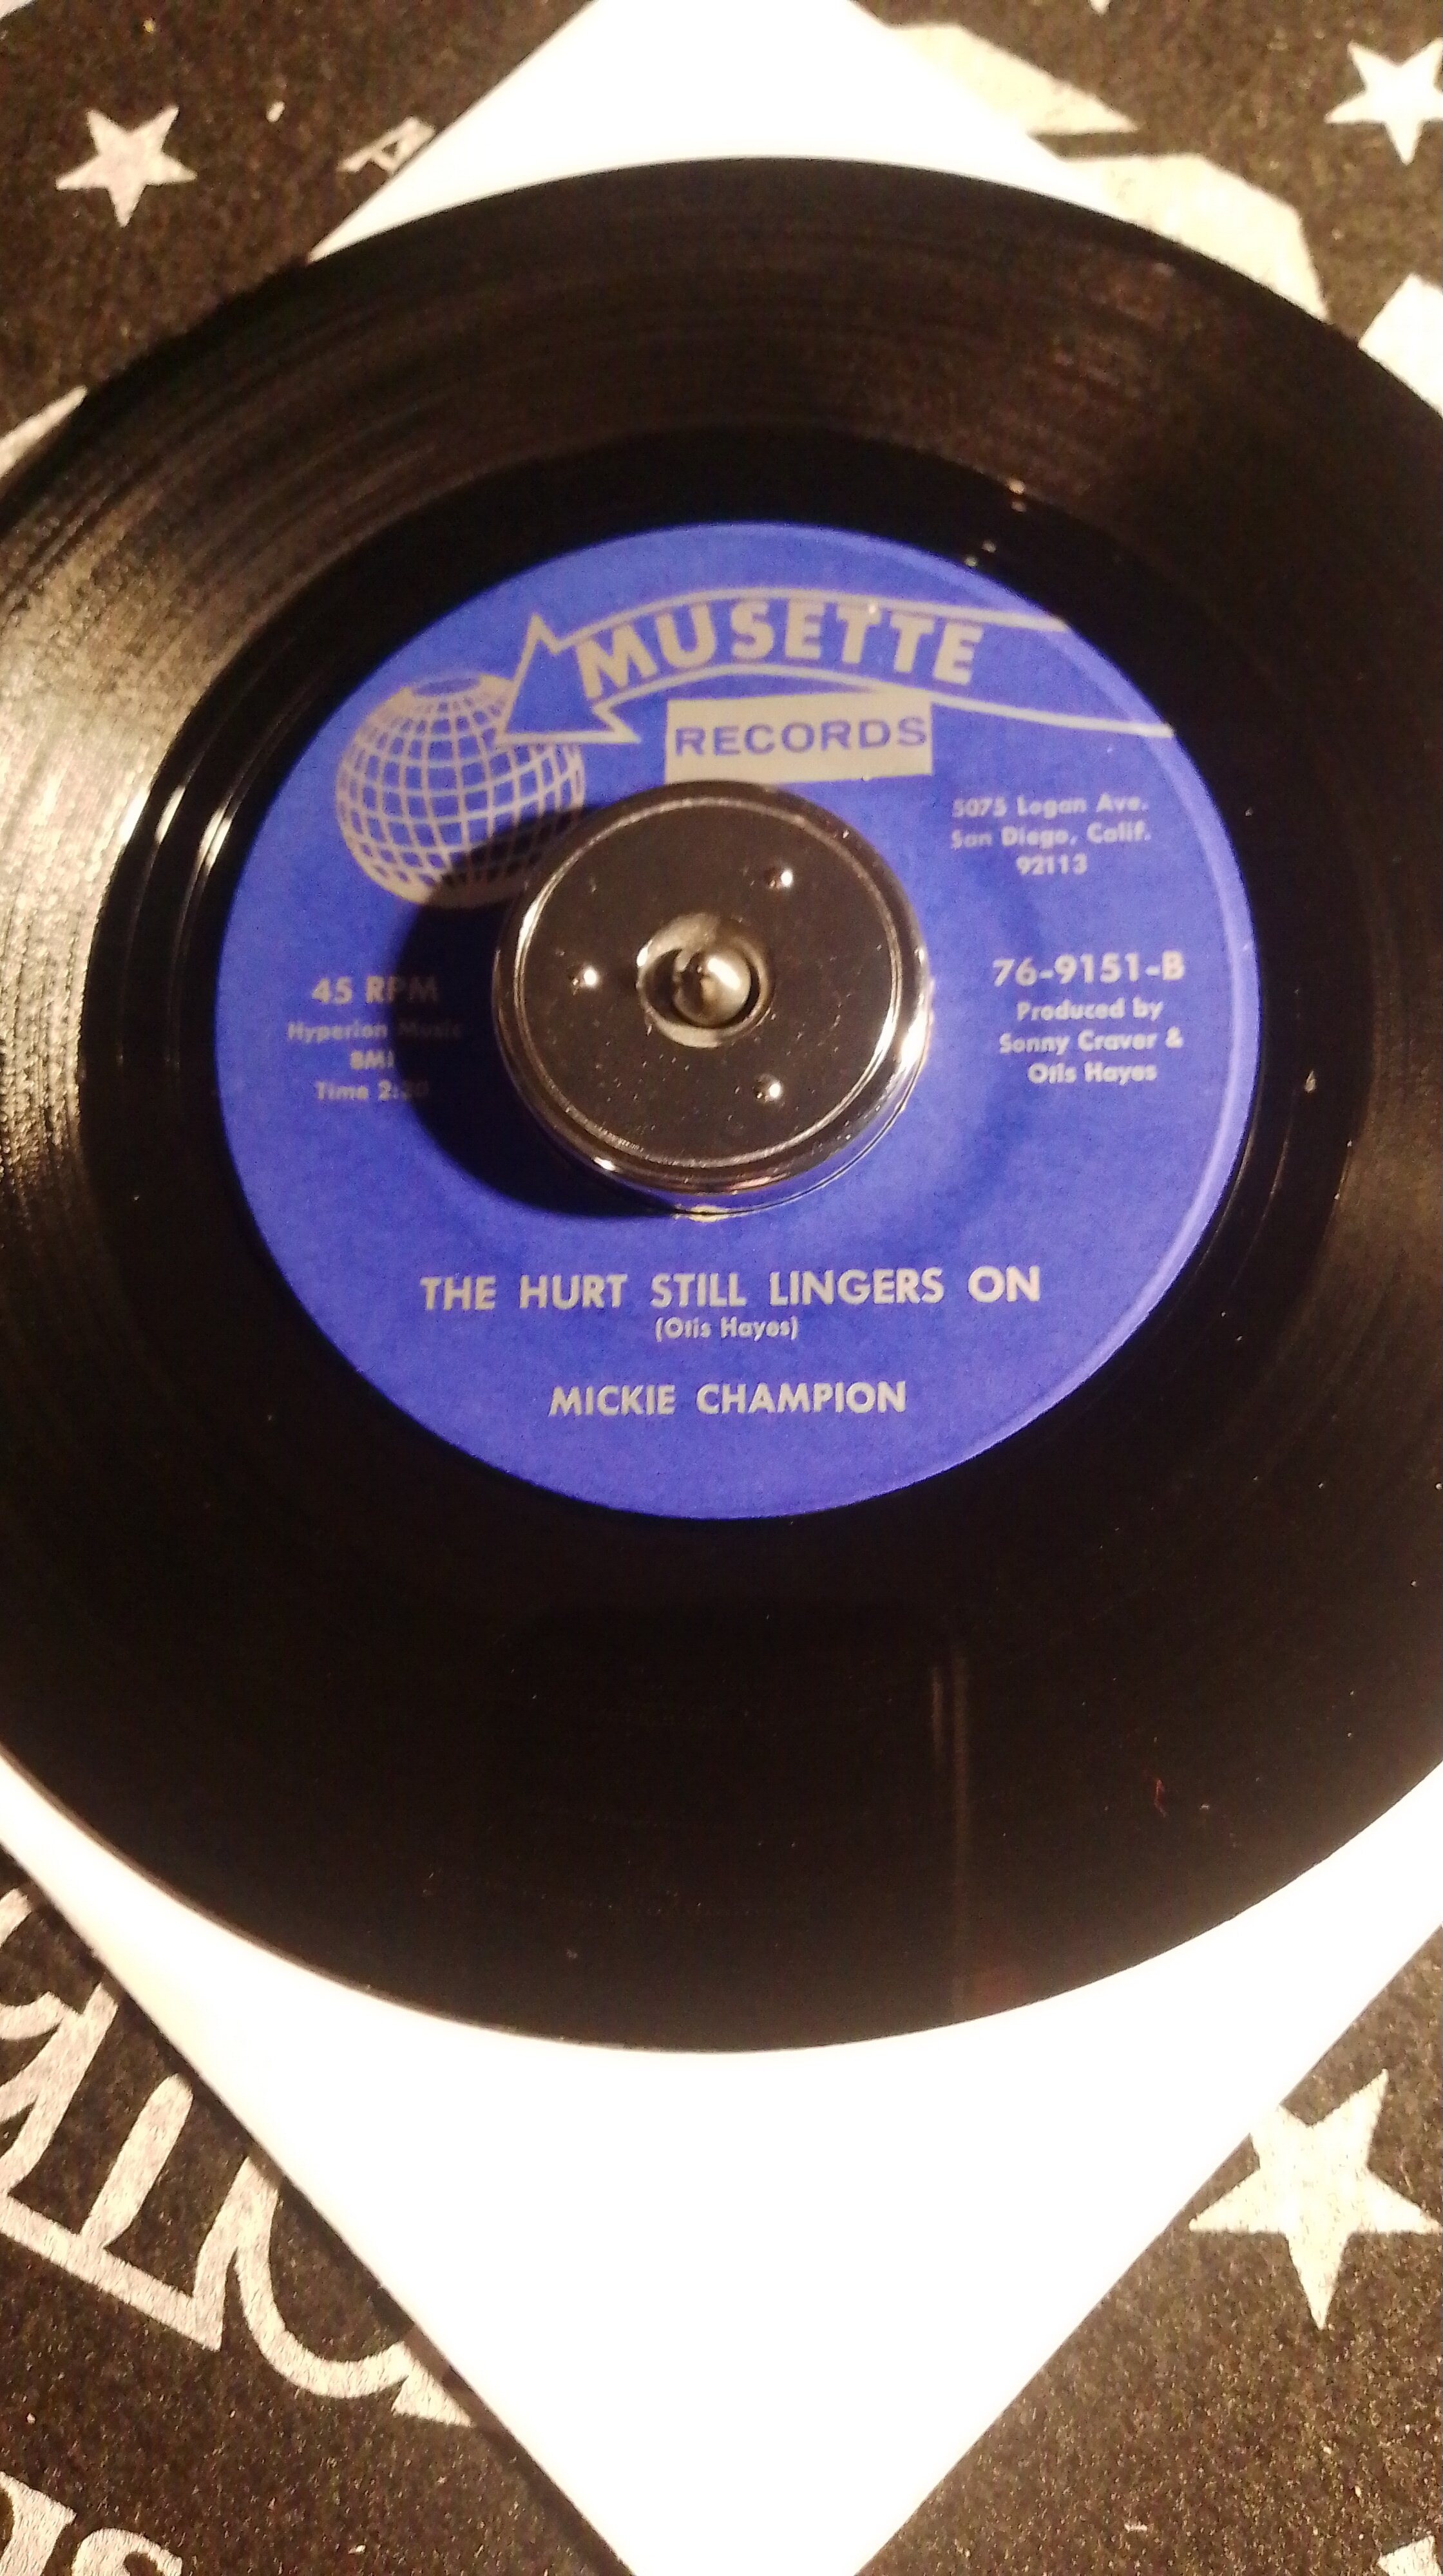 MUSETTE
RECORDS
5075 Logan Ave.
San Diego, Calif.
92113
45 RPM
Hyperion Music
BMI
Time
76-9151-B
Produced by
Sonny Craver &
Otis Hayes
THE HURT STILL LINGERS ON
(Otis Hayes)
MICKIE CHAMPION